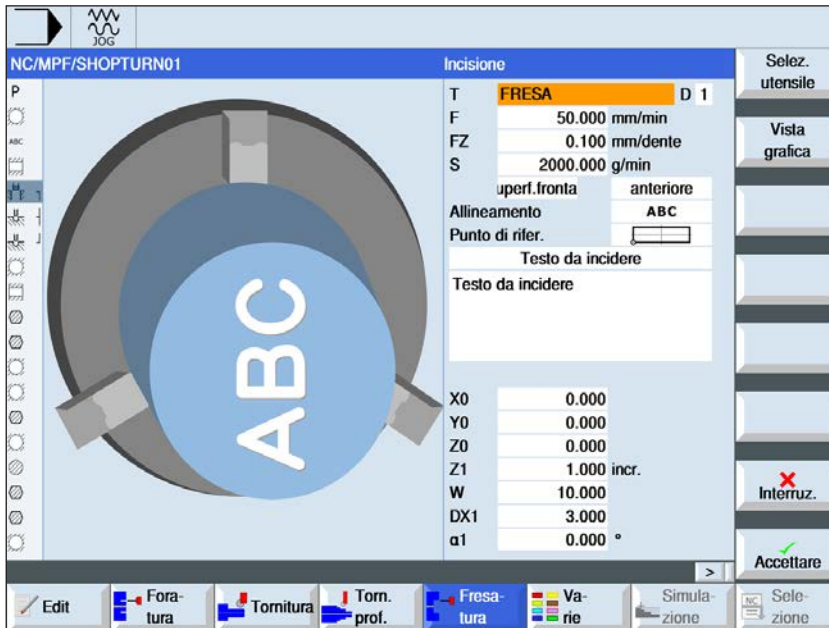 JOG
NC/MPF/SHOPTURN01
Incisione
P
ABC
ABC
T FRESA D 1
F 50.000 mm/min
FZ 0.100 mm/dente
S 2000.000 g/min
uperf.fronta anteriore
Allineamento ABC
Punto di rifer.
Testo da incidere
Testo da incidere
X0 0.000
Y0 0.000
Z0 0.000
Z1 1.000 incr.
W 10.000
DX1 3.000
α1 0.000 °
Selez.
utensile
Vista
grafica
Interruz.
Accettare
>
Edit
Fora-
tura
Tornitura
Torn.
prof.
Fresa-
tura
Va-
rie
Simula-
zione
NC
Sele-
zione